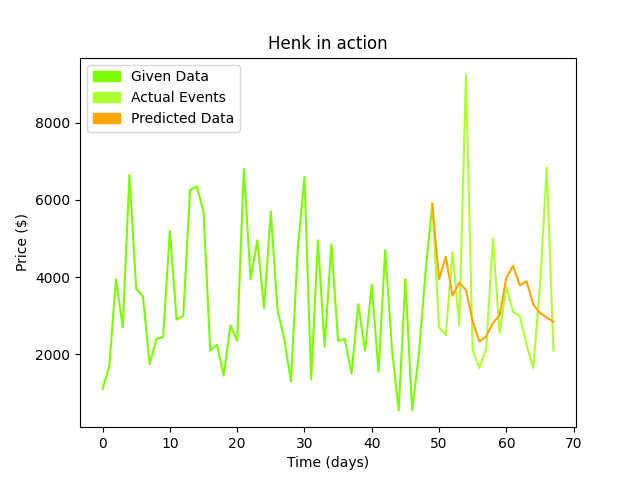 Henk in action
Given Data
Actual Events
Predicted Data
Price ($)
8000
6000
4000
2000
0 10 20 30 40 50 60 70
Time (days)